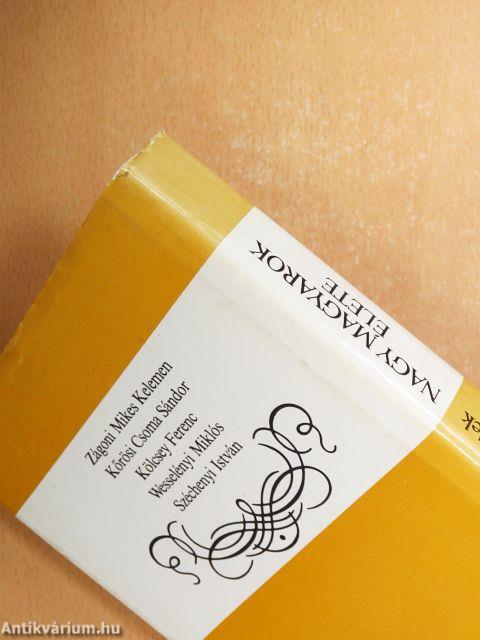 NAGY MAGYAROK
ÉLETE
Zágoni Mikes Kelemen
Kőrösi Csoma Sándor
Kölcsey Ferenc
Wesselényi Miklós
Széchenyi István
Antikvárium.hu